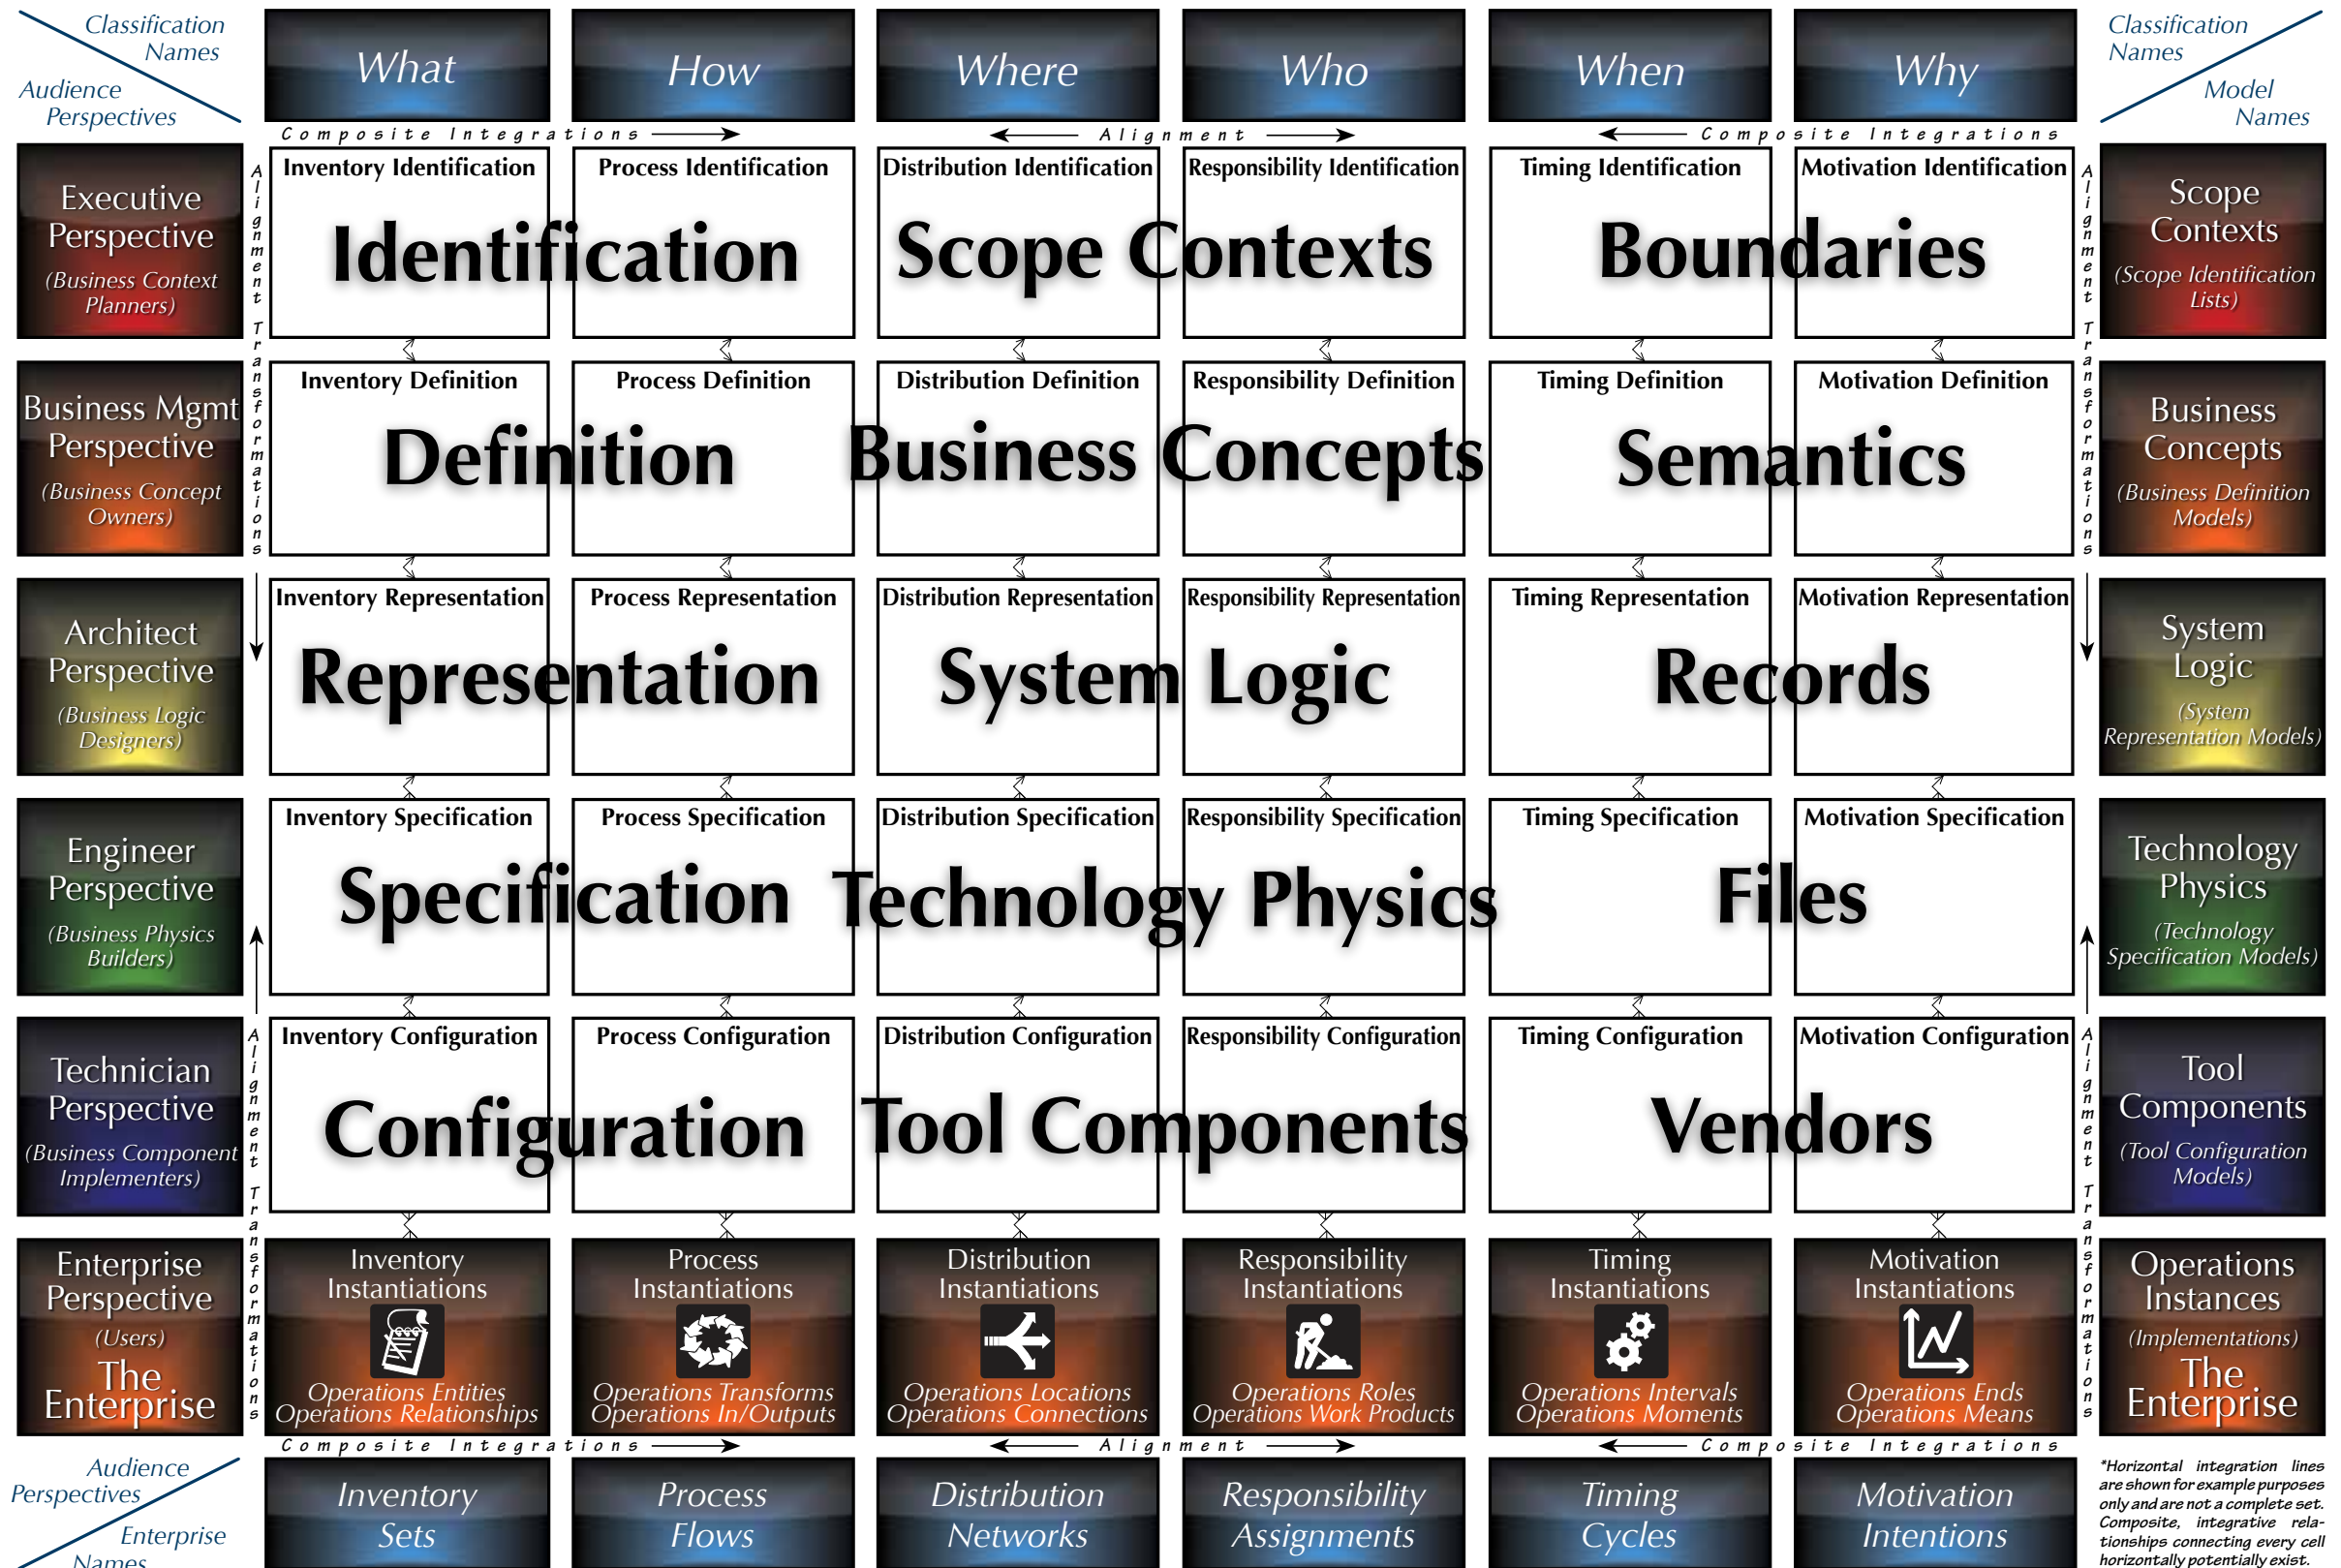 Classification
Names
Audience
Perspectives
What
How
Where
Who
When
Why
Classification
Names
Model
Names
Composite Integrations
Alignment
Composite Integrations
Executive
Perspective
(Business Context
Planners)
Alignment Transformations
Inventory Identification
Process Identification
Distribution Identification
Responsibility Identification
Timing Identification
Motivation Identification
Identification
Scope Contexts
Boundaries
Alignment Transformations
Scope
Contexts
(Scope Identification
Lists)
Business Mgmt
Perspective
(Business Concept
Owners)
Inventory Definition
Process Definition
Distribution Definition
Responsibility Definition
Timing Definition
Motivation Definition
Definition
Business Concepts
Semantics
Business
Concepts
(Business Definition
Models)
Architect
Perspective
(Business Logic
Designers)
Inventory Representation
Process Representation
Distribution Representation
Responsibility Representation
Timing Representation
Motivation Representation
Representation
System Logic
Records
System
Logic
(System
Representation Models)
Engineer
Perspective
(Business Physics
Builders)
Inventory Specification
Process Specification
Distribution Specification
Responsibility Specification
Timing Specification
Motivation Specification
Specification
Technology Physics
Files
Technology
Physics
(Technology
Specification Models)
Technician
Perspective
(Business Component
Implementers)
Alignment Transformations
Inventory Configuration
Process Configuration
Distribution Configuration
Responsibility Configuration
Timing Configuration
Motivation Configuration
Configuration
Tool Components
Vendors
Alignment Transformations
Tool
Components
(Tool Configuration
Models)
Enterprise
Perspective
(Users)
The
Enterprise
Inventory
Instantiations
Operations Entities
Operations Relationships
Process
Instantiations
Operations Transforms
Operations In/Outputs
Distribution
Instantiations
Operations Locations
Operations Connections
Responsibility
Instantiations
Operations Roles
Operations Work Products
Timing
Instantiations
Operations Intervals
Operations Moments
Motivation
Instantiations
Operations Ends
Operations Means
Operations
Instances
(Implementations)
The
Enterprise
Composite Integrations
Alignment
Composite Integrations
Audience
Perspectives
Enterprise
Names
Inventory
Sets
Process
Flows
Distribution
Networks
Responsibility
Assignments
Timing
Cycles
Motivation
Intentions
*Horizontal integration lines
are shown for example purposes
only and are not a complete set.
Composite, integrative rela-
tionships connecting every cell
horizontally potentially exist.